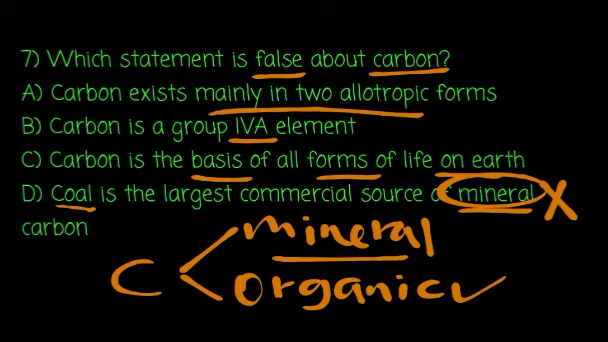 7) Which statement is false about carbon?
A) Carbon exists mainly in two allotropic forms
B) Carbon is a group IVA element
C) Carbon is the basis of all forms of life on earth
D) Coal is the largest commercial source of mineral
carbon
mineral
C
organic